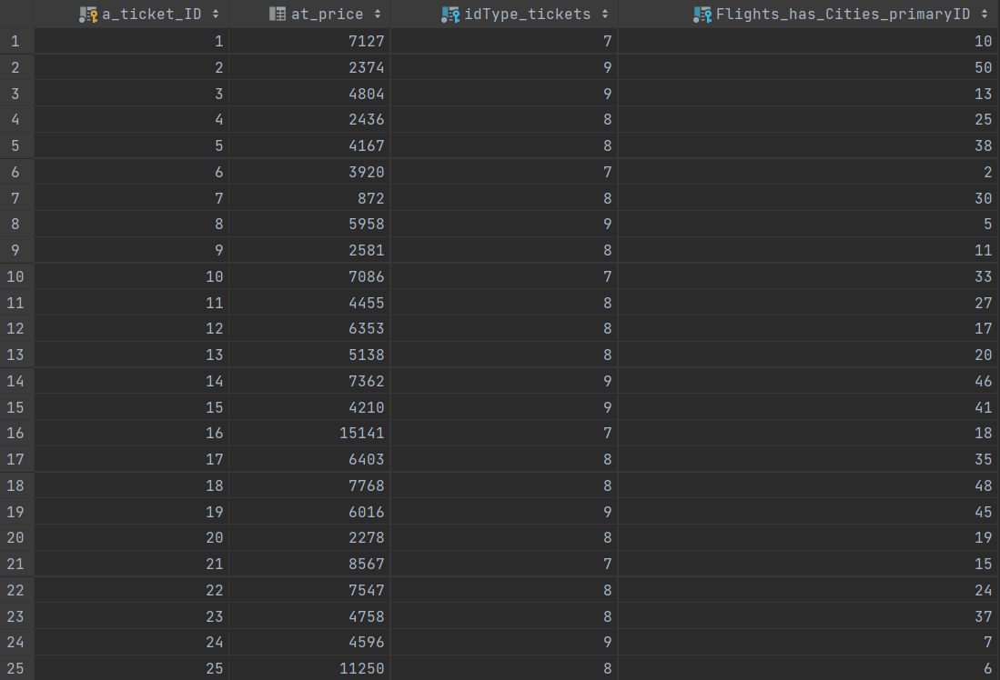 a_ticket_ID at_price idType_tickets Flights_has_Cities_primaryID
1 1 7127 7 10
2 2 2374 9 50
3 3 4804 9 13
4 4 2436 8 25
5 5 4167 8 38
6 6 3920 7 2
7 7 872 8 30
8 8 5958 9 5
9 9 2581 8 11
10 10 7086 7 33
11 11 4455 8 27
12 12 6353 8 17
13 13 5138 8 20
14 14 7362 9 46
15 15 4210 9 41
16 16 15141 7 18
17 17 6403 8 35
18 18 7768 8 48
19 19 6016 9 45
20 20 2278 8 19
21 21 8567 7 15
22 22 7547 8 24
23 23 4758 8 37
24 24 4596 9 7
25 25 11250 8 6